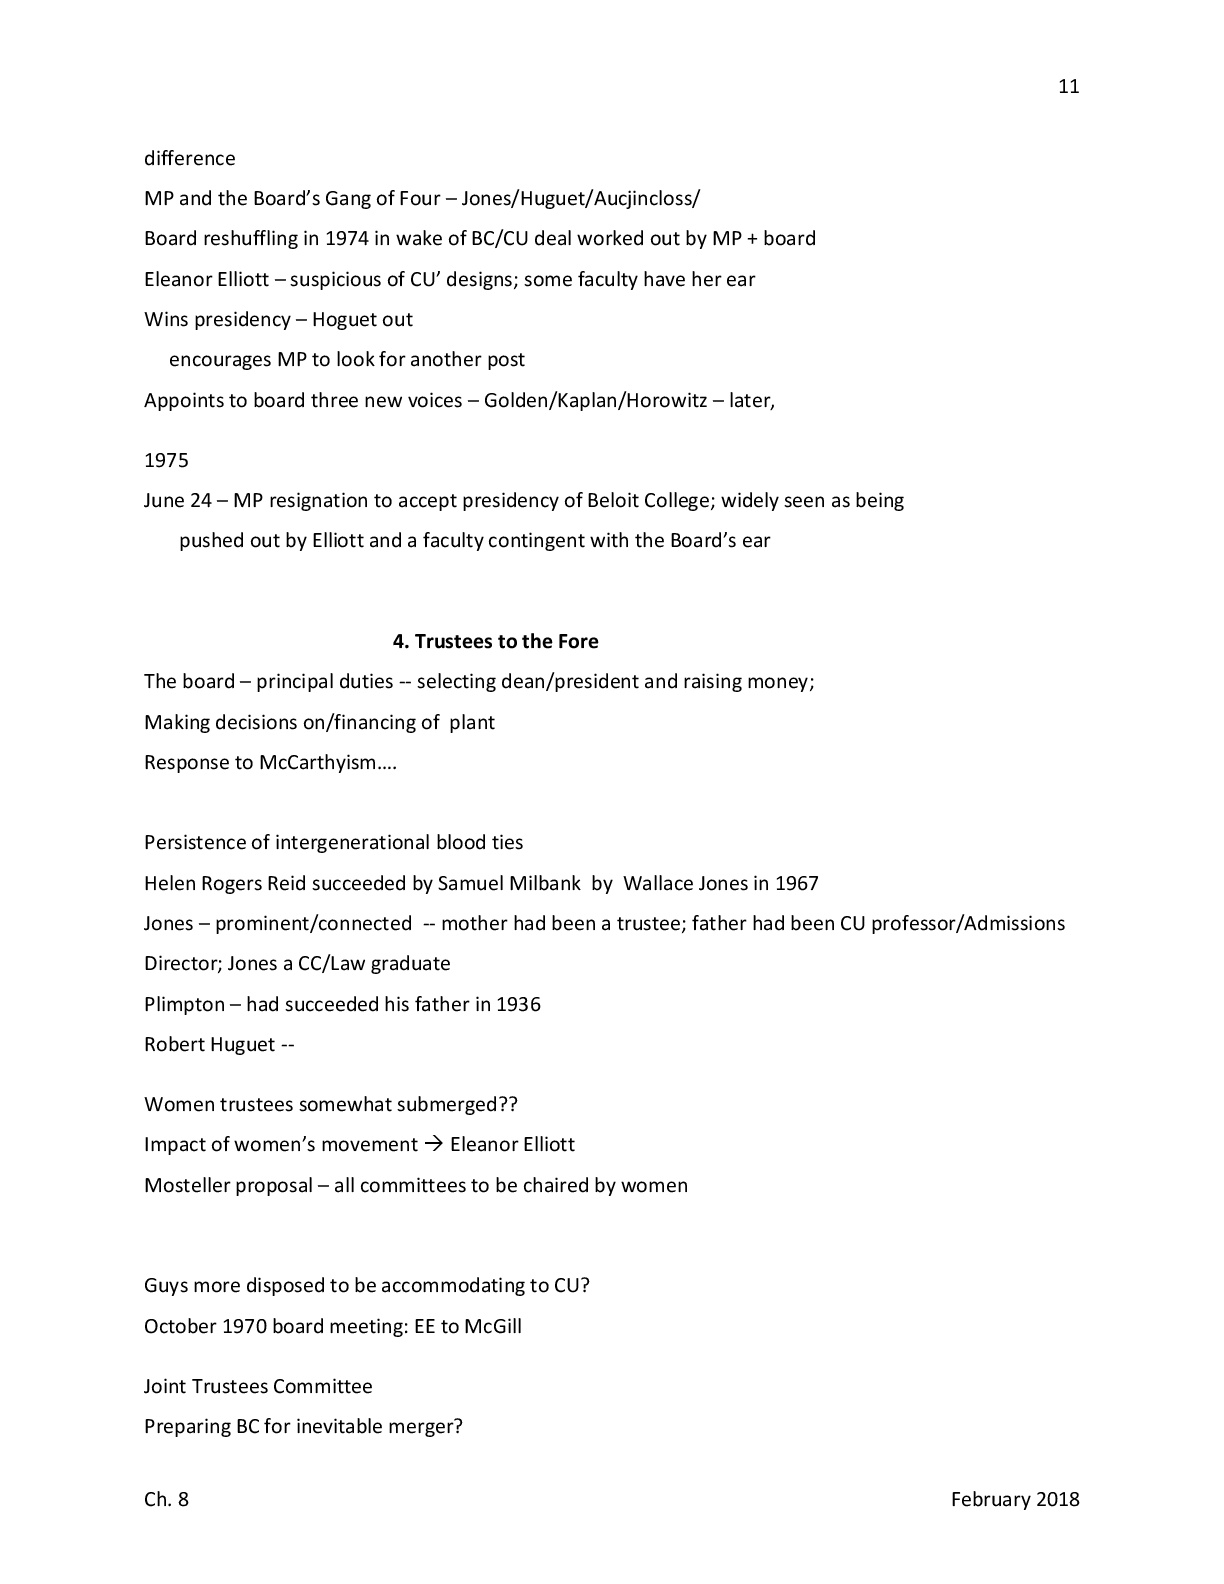 11
difference
MP and the Board’s Gang of Four – Jones/Huguet/Aucjincloss/
Board reshuffling in 1974 in wake of BC/CU deal worked out by MP + board
Eleanor Elliott – suspicious of CU’ designs; some faculty have her ear
Wins presidency – Hoguet out
encourages MP to look for another post
Appoints to board three new voices – Golden/Kaplan/Horowitz – later,
1975
June 24 – MP resignation to accept presidency of Beloit College; widely seen as being
pushed out by Elliott and a faculty contingent with the Board’s ear
4. Trustees to the Fore
The board – principal duties -- selecting dean/president and raising money;
Making decisions on/financing of  plant
Response to McCarthyism….
Persistence of intergenerational blood ties
Helen Rogers Reid succeeded by Samuel Milbank  by  Wallace Jones in 1967
Jones – prominent/connected  -- mother had been a trustee; father had been CU professor/Admissions
Director; Jones a CC/Law graduate
Plimpton – had succeeded his father in 1936
Robert Huguet --
Women trustees somewhat submerged??
Impact of women’s movement → Eleanor Elliott
Mosteller proposal – all committees to be chaired by women
Guys more disposed to be accommodating to CU?
October 1970 board meeting: EE to McGill
Joint Trustees Committee
Preparing BC for inevitable merger?
Ch. 8 February 2018